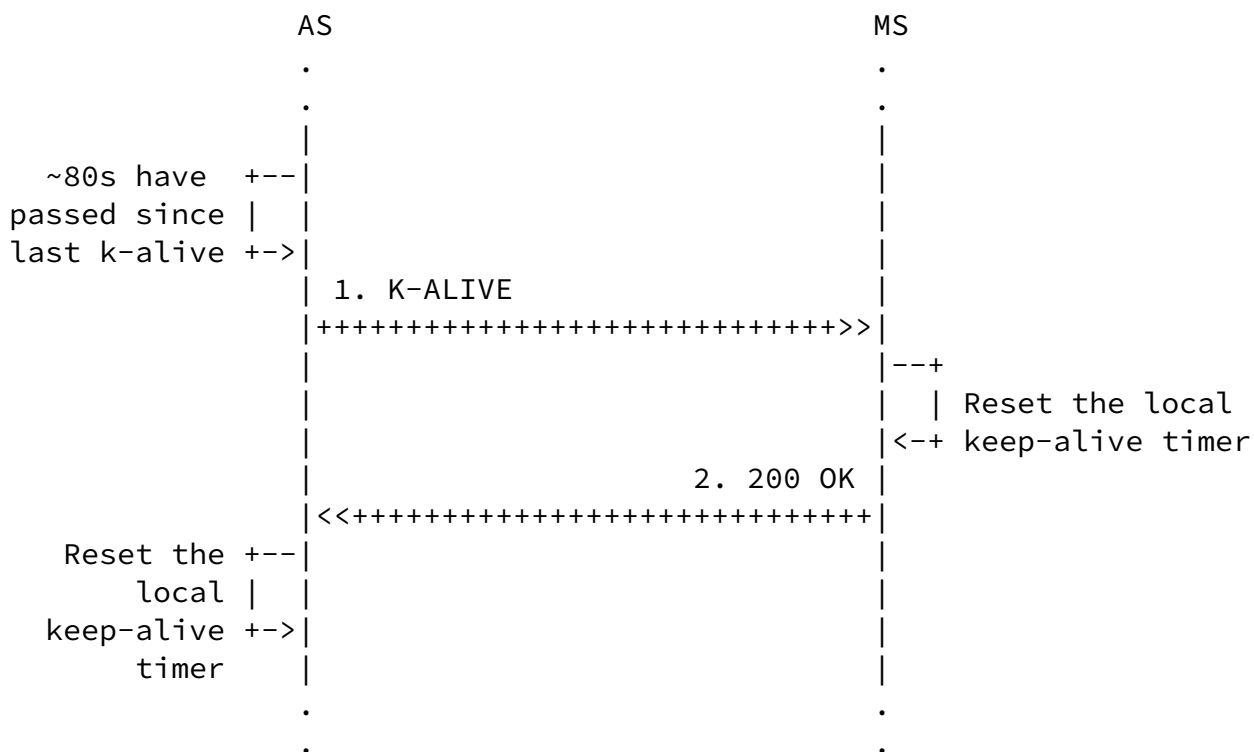 AS MS
~80s have
passed since
last k-alive
1. K-ALIVE
Reset the local
keep-alive timer
2. 200 OK
Reset the
local
keep-alive
timer